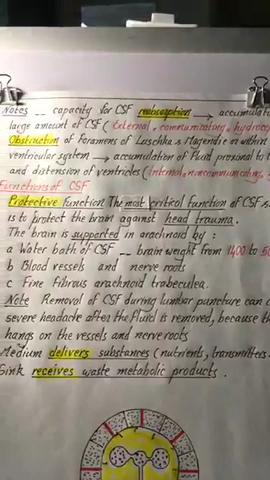 Notes __ capacity for CSF reabsorption → accumulati
large amount of CSF (External, communicating, hydroce
Obstruction of Foramens of Luschka & Magendie or within
ventricular system → accumulation of Fluid proximal to t
and distension of ventricles (Internal, noncommunicating,
Functions of CSF
Protective function The most critical function of CSF
is to protect the brain against head trauma.
The brain is supported in arachnoid by :
a Water bath of CSF __ brain weight from 1400 to 50
b Blood vessels and nerve roots
c Fine Fibrous arachnoid trabeculea.
Note Removal of CSF during lumbar puncture can c
severe headache after the fluid is removed, because th
hangs on the vessels and nerve roots
Medium delivers substances (nutrients, transmitters
Sink receives waste metabolic products .